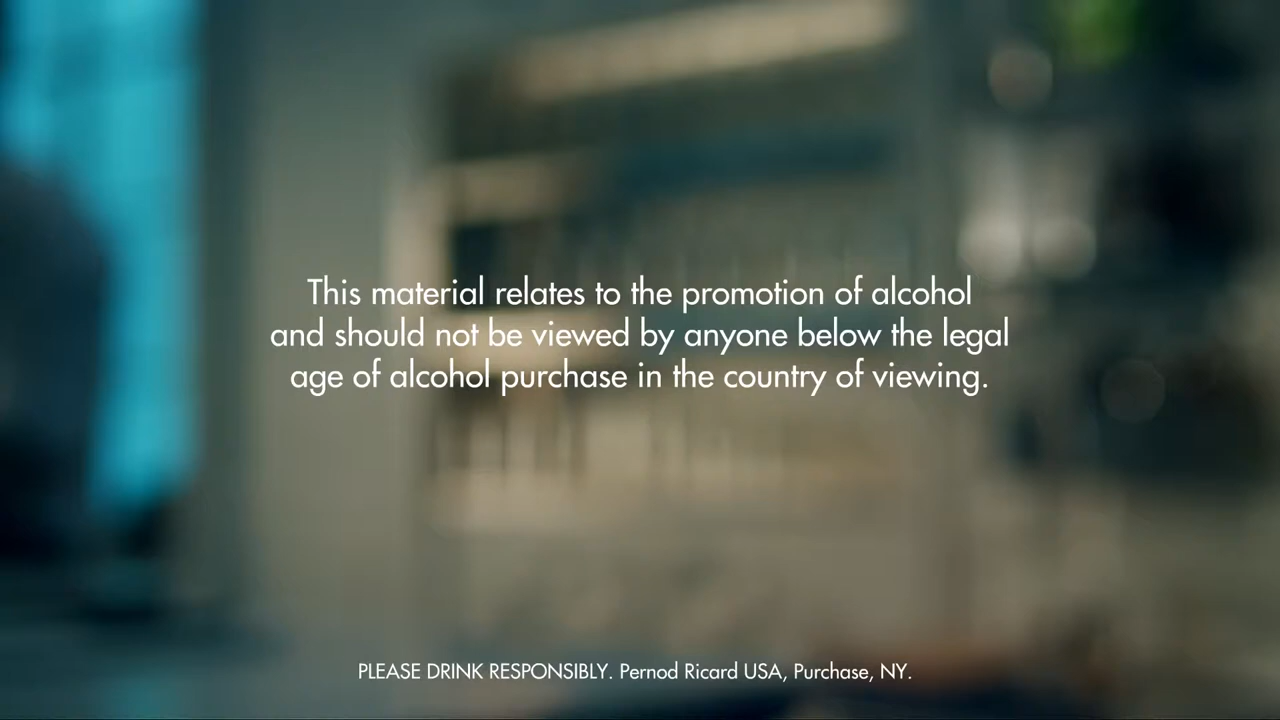 This material relates to the promotion of alcohol
and should not be viewed by anyone below the legal
age of alcohol purchase in the country of viewing.
PLEASE DRINK RESPONSIBLY. Pernod Ricard USA, Purchase, NY.